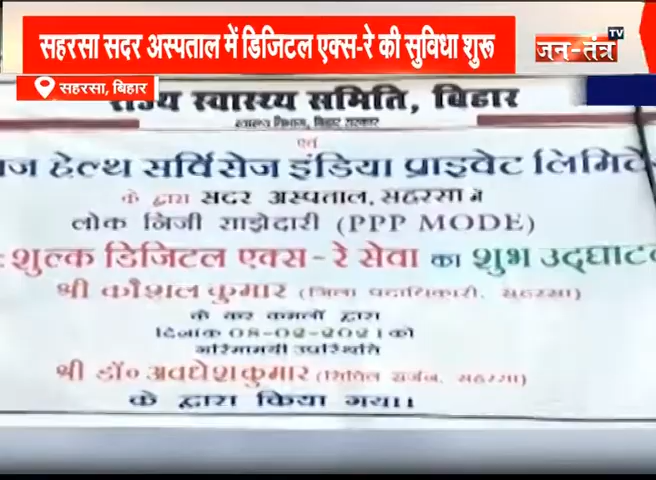 सहरसा सदर अस्पताल में डिजिटल एक्स-रे की सुविधा शुरू
जन-तंत्र TV
सहरसा, बिहार
राज्य स्वास्थ्य समिति, बिहार
स्वास्थ्य विभाग, बिहार सरकार
एवं
ज हेल्थ सर्विसेज इंडिया प्राइवेट लिमिटे
के द्वारा सदर अस्पताल, सहरसा में
लोक निजी साझेदारी (PPP MODE)
: शुल्क डिजिटल एक्स-रे सेवा का शुभ उद्घाट
श्री कौशल कुमार (जिला पदाधिकारी, सहरसा)
के कर कमलों द्वारा
दिनांक 08-02-2021 को
गरिमामयी उपस्थिति
श्री डॉ० अवधेश कुमार (सिविल सर्जन, सहरसा)
के द्वारा किया गया।।